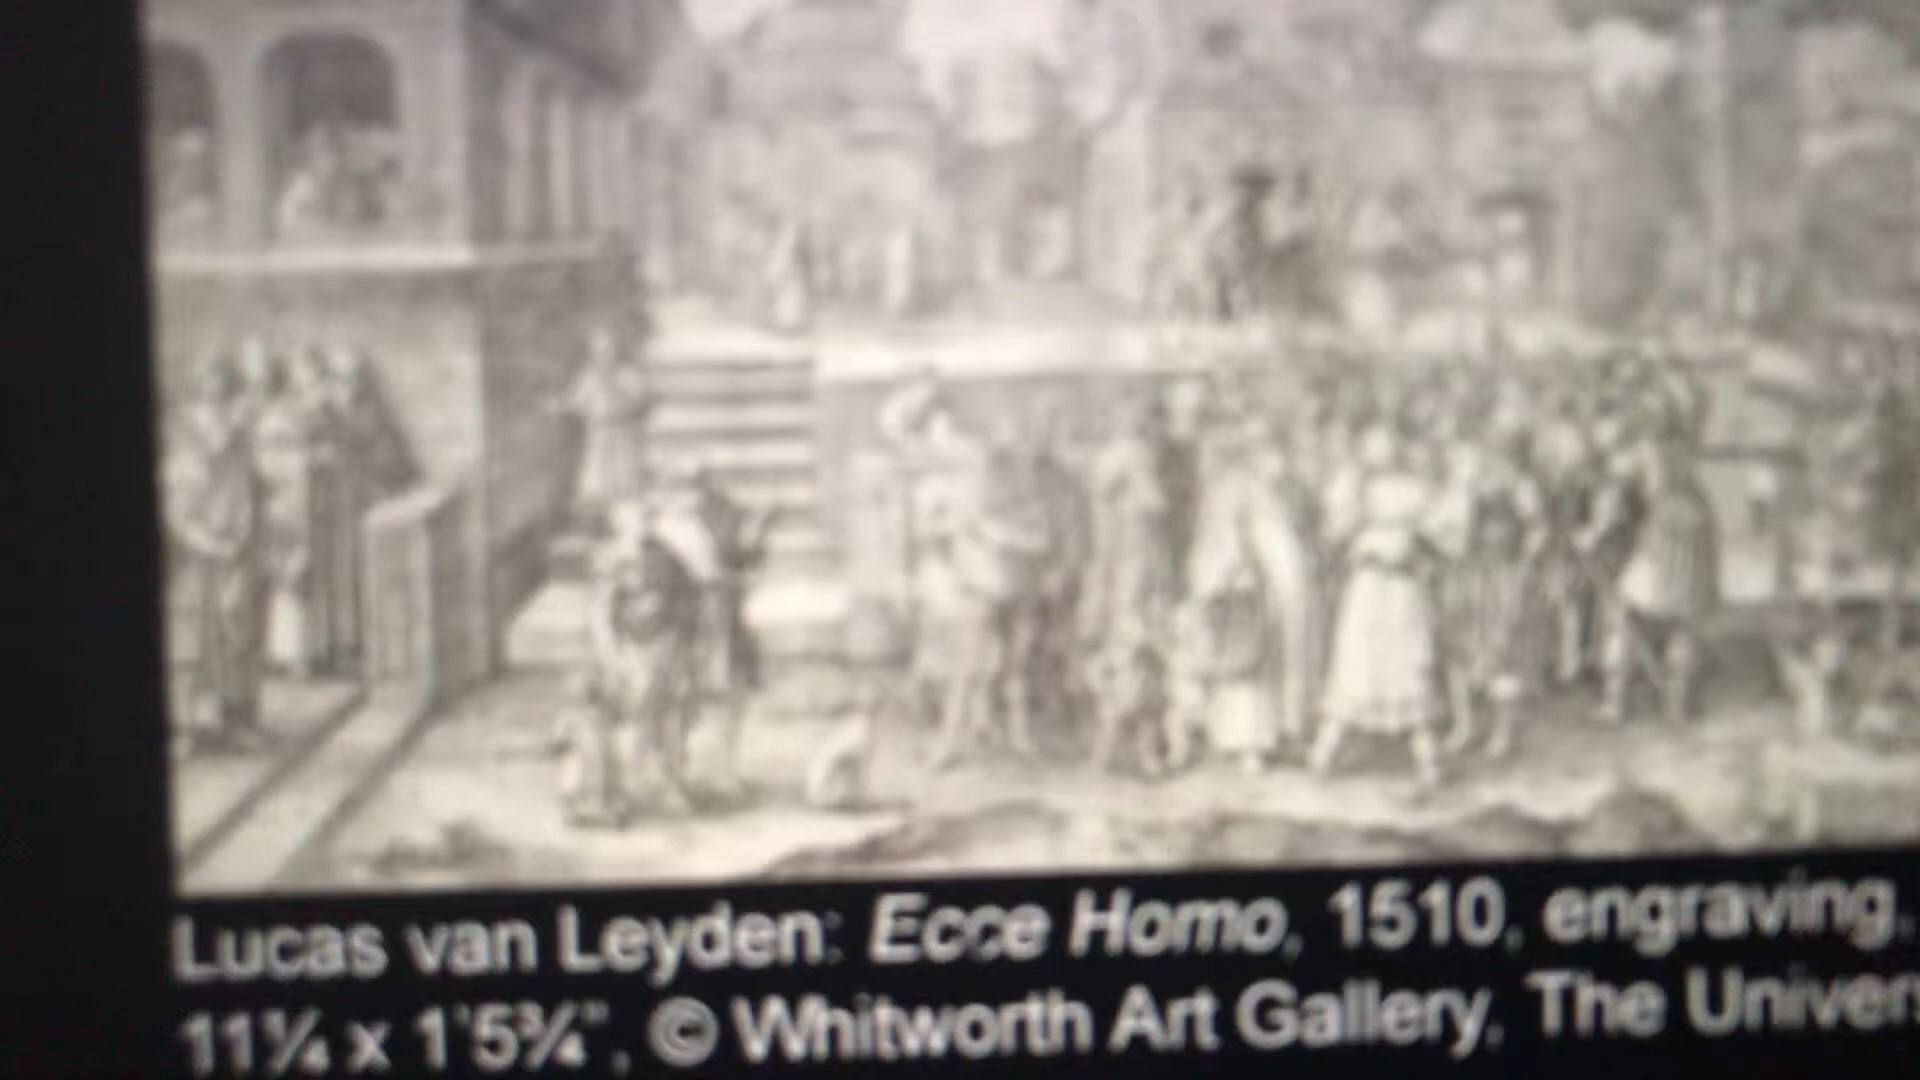 Lucas van Leyden: Ecce Homo, 1510, engraving,
11¼ x 1'5¾", © Whitworth Art Gallery, The Univers